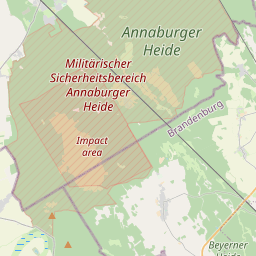 Annaburger
Heide
Militärischer
Sicherheitsbereich
Annaburger
Heide
Impact
area
Brandenburg
Beyerner
Heide